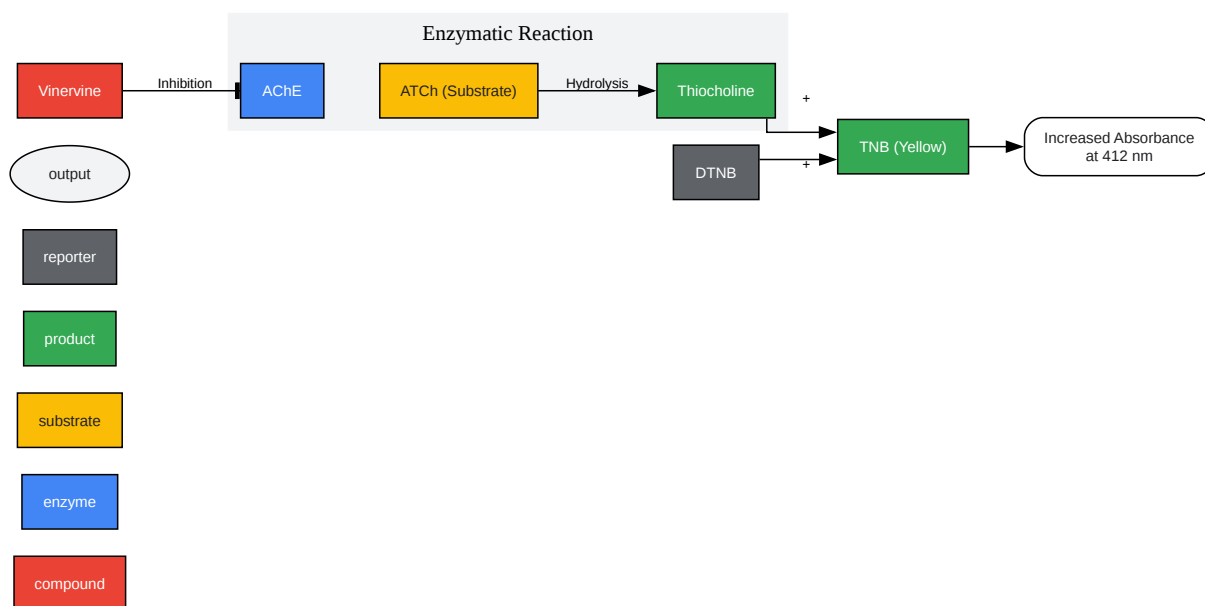 Enzymatic Reaction
Vinervine
Inhibition
AChE
ATCh (Substrate)
Hydrolysis
Thiocholine
+
DTNB
+
TNB (Yellow)
Increased Absorbance
at 412 nm
output
reporter
product
substrate
enzyme
compound